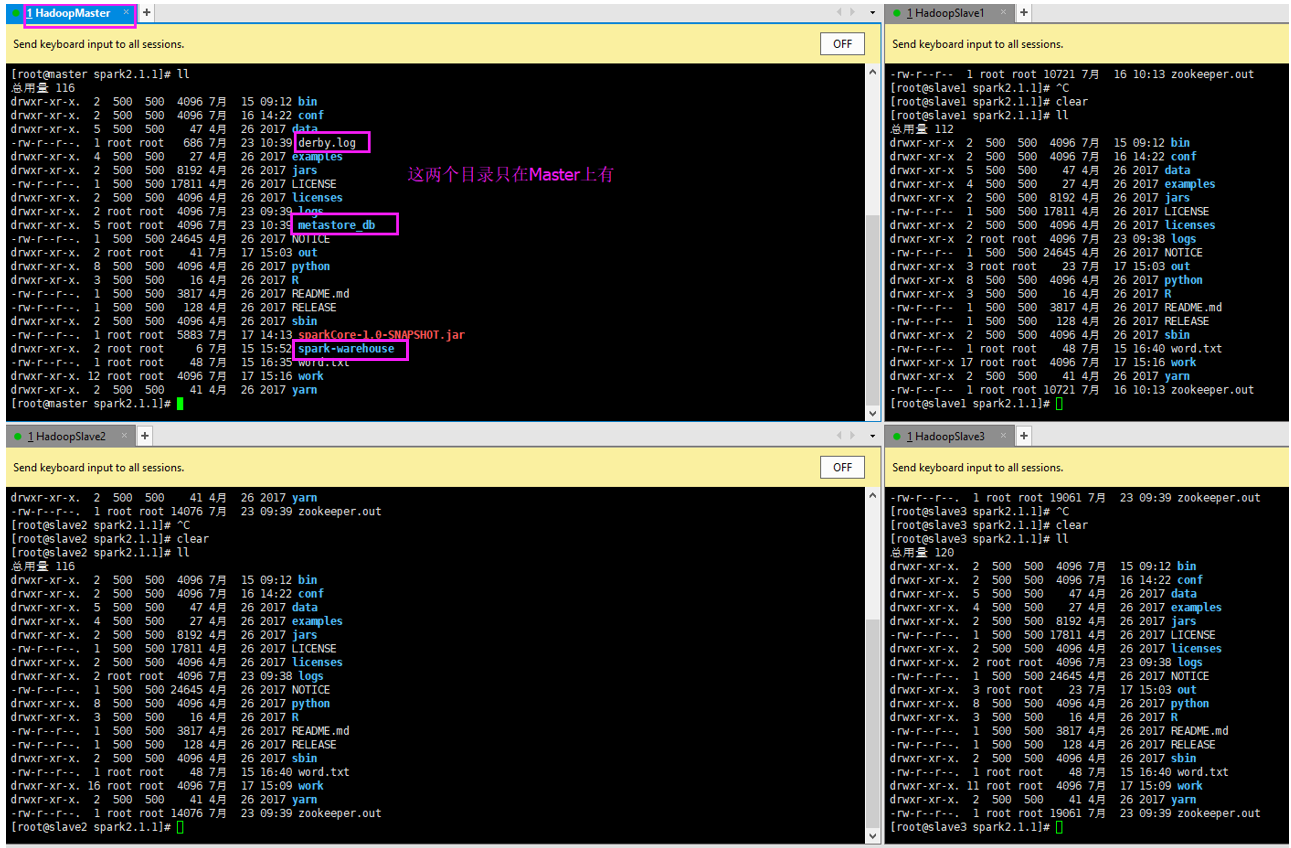 1 HadoopMaster × +
Send keyboard input to all sessions.
OFF
[root@master spark2.1.1]# ll
总用量 116
drwxr-xr-x. 2 500 500 4096 7月 15 09:12 bin
drwxr-xr-x. 2 500 500 4096 7月 16 14:22 conf
drwxr-xr-x. 5 500 500 47 4月 26 2017 data
-rw-r--r--. 1 root root 686 7月 23 10:39 derby.log
drwxr-xr-x. 4 500 500 27 4月 26 2017 examples
drwxr-xr-x. 2 500 500 8192 4月 26 2017 jars
-rw-r--r--. 1 500 500 17811 4月 26 2017 LICENSE
drwxr-xr-x. 2 500 500 4096 4月 26 2017 licenses
drwxr-xr-x. 2 root root 4096 7月 23 09:39 logs
drwxr-xr-x. 5 root root 4096 7月 23 10:39 metastore_db
-rw-r--r--. 1 500 500 24645 4月 26 2017 NOTICE
drwxr-xr-x. 2 root root 41 7月 17 15:03 out
drwxr-xr-x. 8 500 500 4096 4月 26 2017 python
drwxr-xr-x. 3 500 500 16 4月 26 2017 R
-rw-r--r--. 1 500 500 3817 4月 26 2017 README.md
-rw-r--r--. 1 500 500 128 4月 26 2017 RELEASE
drwxr-xr-x. 2 500 500 4096 4月 26 2017 sbin
-rw-r--r--. 1 root root 5883 7月 17 14:13 sparkCore-1.0-SNAPSHOT.jar
drwxr-xr-x. 2 root root 6 7月 15 15:52 spark-warehouse
-rw-r--r--. 1 root root 48 7月 15 16:35 word.txt
drwxr-xr-x. 12 root root 4096 7月 17 15:16 work
drwxr-xr-x. 2 500 500 41 4月 26 2017 yarn
[root@master spark2.1.1]#
这两个目录只在Master上有
1 HadoopSlave1 × +
Send keyboard input to all sessions.
-rw-r--r-- 1 root root 10721 7月 16 10:13 zookeeper.out
[root@slave1 spark2.1.1]# ^C
[root@slave1 spark2.1.1]# clear
[root@slave1 spark2.1.1]# ll
总用量 112
drwxr-xr-x 2 500 500 4096 7月 15 09:12 bin
drwxr-xr-x 2 500 500 4096 7月 16 14:22 conf
drwxr-xr-x 5 500 500 47 4月 26 2017 data
drwxr-xr-x 4 500 500 27 4月 26 2017 examples
drwxr-xr-x 2 500 500 8192 4月 26 2017 jars
-rw-r--r-- 1 500 500 17811 4月 26 2017 LICENSE
drwxr-xr-x 2 500 500 4096 4月 26 2017 licenses
drwxr-xr-x 2 root root 4096 7月 23 09:38 logs
-rw-r--r-- 1 500 500 24645 4月 26 2017 NOTICE
drwxr-xr-x 3 root root 23 7月 17 15:03 out
drwxr-xr-x 8 500 500 4096 4月 26 2017 python
drwxr-xr-x 3 500 500 16 4月 26 2017 R
-rw-r--r-- 1 500 500 3817 4月 26 2017 README.md
-rw-r--r-- 1 500 500 128 4月 26 2017 RELEASE
drwxr-xr-x 2 500 500 4096 4月 26 2017 sbin
-rw-r--r-- 1 root root 48 7月 15 16:40 word.txt
drwxr-xr-x 17 root root 4096 7月 17 15:16 work
drwxr-xr-x 2 500 500 41 4月 26 2017 yarn
-rw-r--r-- 1 root root 10721 7月 16 10:13 zookeeper.out
[root@slave1 spark2.1.1]#
1 HadoopSlave2 × +
Send keyboard input to all sessions.
OFF
drwxr-xr-x. 2 500 500 41 4月 26 2017 yarn
-rw-r--r--. 1 root root 14076 7月 23 09:39 zookeeper.out
[root@slave2 spark2.1.1]# ^C
[root@slave2 spark2.1.1]# clear
[root@slave2 spark2.1.1]# ll
总用量 116
drwxr-xr-x. 2 500 500 4096 7月 15 09:12 bin
drwxr-xr-x. 2 500 500 4096 7月 16 14:22 conf
drwxr-xr-x. 5 500 500 47 4月 26 2017 data
drwxr-xr-x. 4 500 500 27 4月 26 2017 examples
drwxr-xr-x. 2 500 500 8192 4月 26 2017 jars
-rw-r--r--. 1 500 500 17811 4月 26 2017 LICENSE
drwxr-xr-x. 2 500 500 4096 4月 26 2017 licenses
drwxr-xr-x. 2 root root 4096 7月 23 09:38 logs
-rw-r--r--. 1 500 500 24645 4月 26 2017 NOTICE
drwxr-xr-x. 8 500 500 4096 4月 26 2017 python
drwxr-xr-x. 3 500 500 16 4月 26 2017 R
-rw-r--r--. 1 500 500 3817 4月 26 2017 README.md
-rw-r--r--. 1 500 500 128 4月 26 2017 RELEASE
drwxr-xr-x. 2 500 500 4096 4月 26 2017 sbin
-rw-r--r--. 1 root root 48 7月 15 16:40 word.txt
drwxr-xr-x. 16 root root 4096 7月 17 15:09 work
drwxr-xr-x. 2 500 500 41 4月 26 2017 yarn
-rw-r--r--. 1 root root 14076 7月 23 09:39 zookeeper.out
[root@slave2 spark2.1.1]#
1 HadoopSlave3 × +
Send keyboard input to all sessions.
-rw-r--r--. 1 root root 19061 7月 23 09:39 zookeeper.out
[root@slave3 spark2.1.1]# ^C
[root@slave3 spark2.1.1]# clear
[root@slave3 spark2.1.1]# ll
总用量 120
drwxr-xr-x. 2 500 500 4096 7月 15 09:12 bin
drwxr-xr-x. 2 500 500 4096 7月 16 14:22 conf
drwxr-xr-x. 5 500 500 47 4月 26 2017 data
drwxr-xr-x. 4 500 500 27 4月 26 2017 examples
drwxr-xr-x. 2 500 500 8192 4月 26 2017 jars
-rw-r--r--. 1 500 500 17811 4月 26 2017 LICENSE
drwxr-xr-x. 2 500 500 4096 4月 26 2017 licenses
drwxr-xr-x. 2 root root 4096 7月 23 09:38 logs
-rw-r--r--. 1 500 500 24645 4月 26 2017 NOTICE
drwxr-xr-x. 3 root root 23 7月 17 15:03 out
drwxr-xr-x. 8 500 500 4096 4月 26 2017 python
drwxr-xr-x. 3 500 500 16 4月 26 2017 R
-rw-r--r--. 1 500 500 3817 4月 26 2017 README.md
-rw-r--r--. 1 500 500 128 4月 26 2017 RELEASE
drwxr-xr-x. 2 500 500 4096 4月 26 2017 sbin
-rw-r--r--. 1 root root 48 7月 15 16:40 word.txt
drwxr-xr-x. 11 root root 4096 7月 17 15:09 work
drwxr-xr-x. 2 500 500 41 4月 26 2017 yarn
-rw-r--r--. 1 root root 19061 7月 23 09:39 zookeeper.out
[root@slave3 spark2.1.1]#